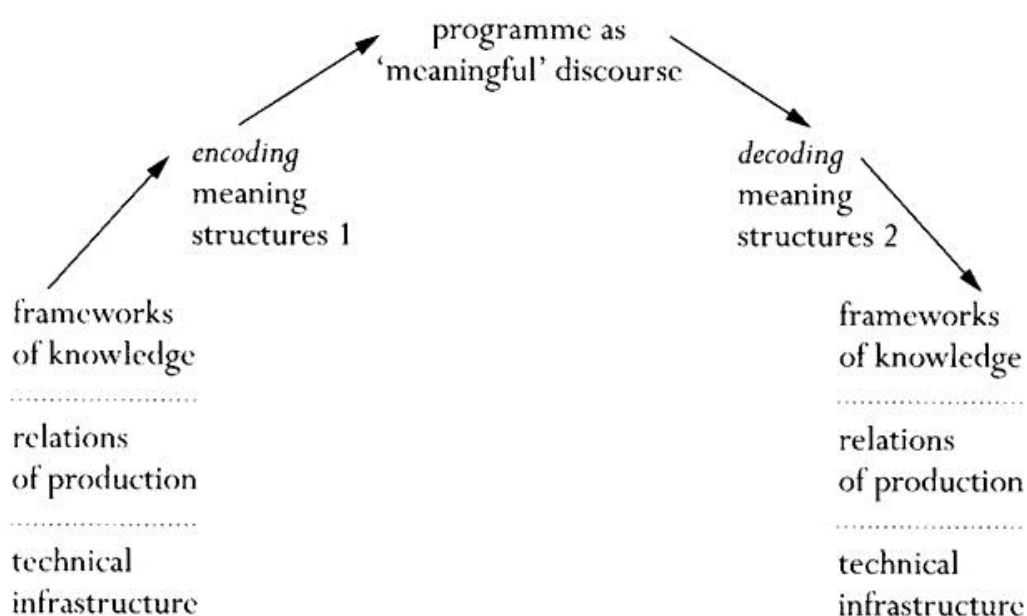 programme as
‘meaningful’ discourse
encoding
meaning
structures 1
decoding
meaning
structures 2
frameworks
of knowledge
relations
of production
technical
infrastructure
frameworks
of knowledge
relations
of production
technical
infrastructure